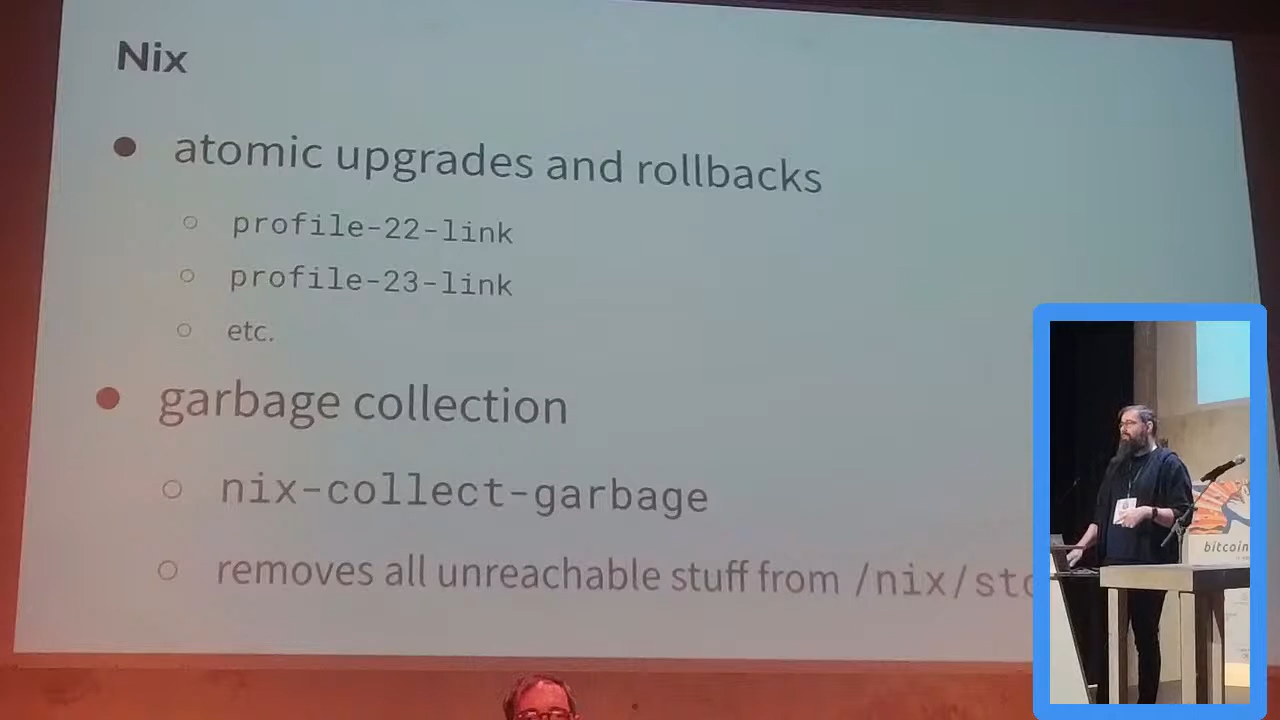 Nix
● atomic upgrades and rollbacks
○ profile-22-link
○ profile-23-link
○ etc.
● garbage collection
○ nix-collect-garbage
○ removes all unreachable stuff from /nix/sto
bitcoin